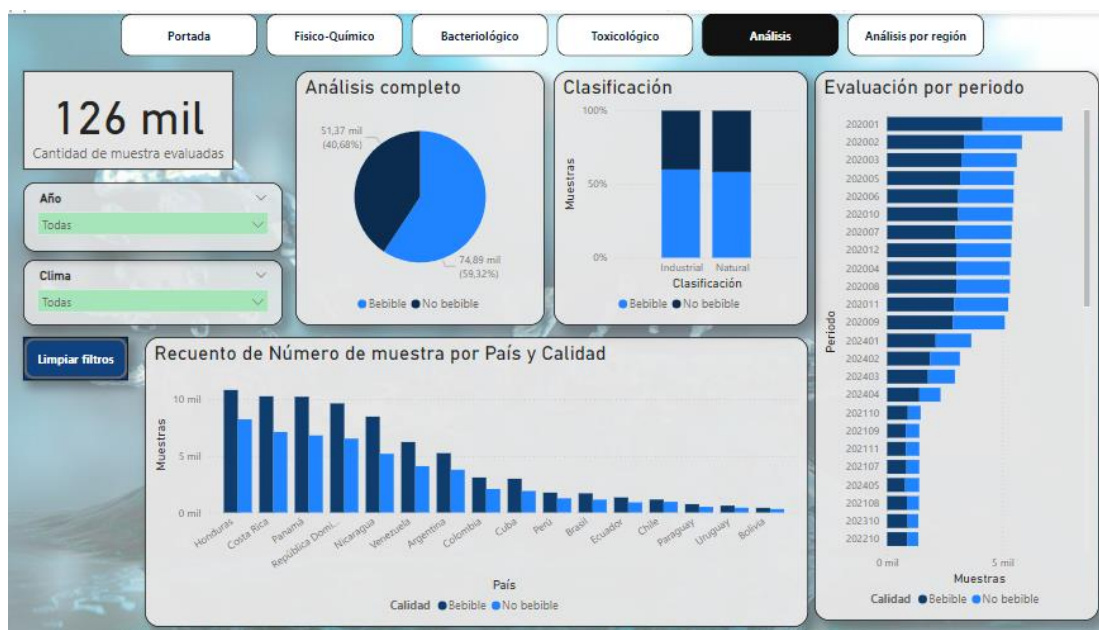 Portada
Fisico-Químico
Bacteriológico
Toxicológico
Análisis
Análisis por región
126 mil
Cantidad de muestra evaluadas
Año
Todas
Clima
Todas
Limpiar filtros
Análisis completo
51,37 mil
(40,68%)
74,89 mil
(59,32%)
Bebible No bebible
Clasificación
100%
50%
0%
Muestras
Industrial Natural
Clasificación
Bebible No bebible
Evaluación por periodo
Periodo
202001
202002
202003
202005
202006
202010
202007
202012
202004
202008
202011
202009
202401
202402
202403
202404
202110
202109
202111
202107
202405
202108
202310
202210
0 mil 5 mil
Muestras
Calidad Bebible No bebible
Recuento de Número de muestra por País y Calidad
Muestras
10 mil
5 mil
0 mil
Honduras
Costa Rica
Panamá
República Domi...
Nicaragua
Venezuela
Argentina
Colombia
Cuba
Perú
Brasil
Ecuador
Chile
Paraguay
Uruguay
Bolivia
País
Calidad Bebible No bebible